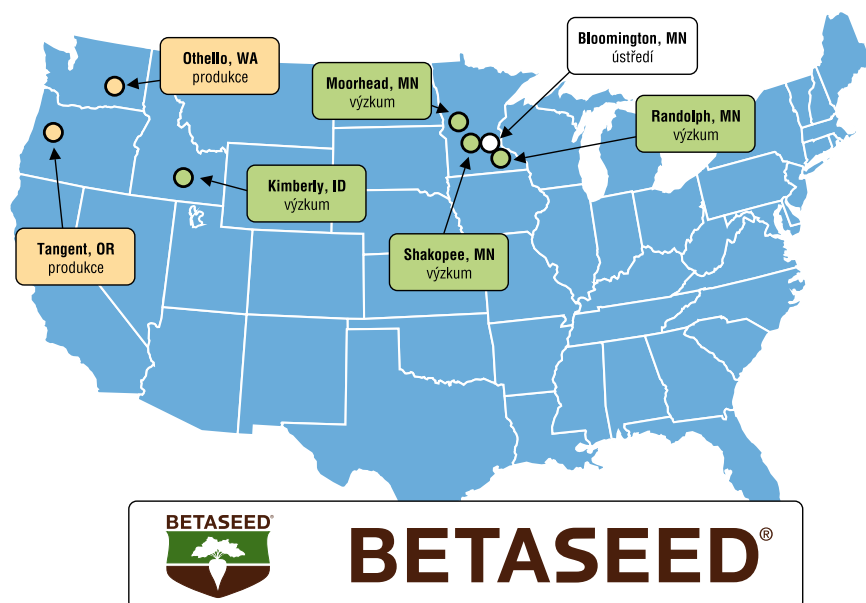 Othello, WA
produkce
Bloomington, MN
ústředí
Moorhead, MN
výzkum
Randolph, MN
výzkum
Kimberly, ID
výzkum
Tangent, OR
produkce
Shakopee, MN
výzkum
BETASEED®
BETASEED®